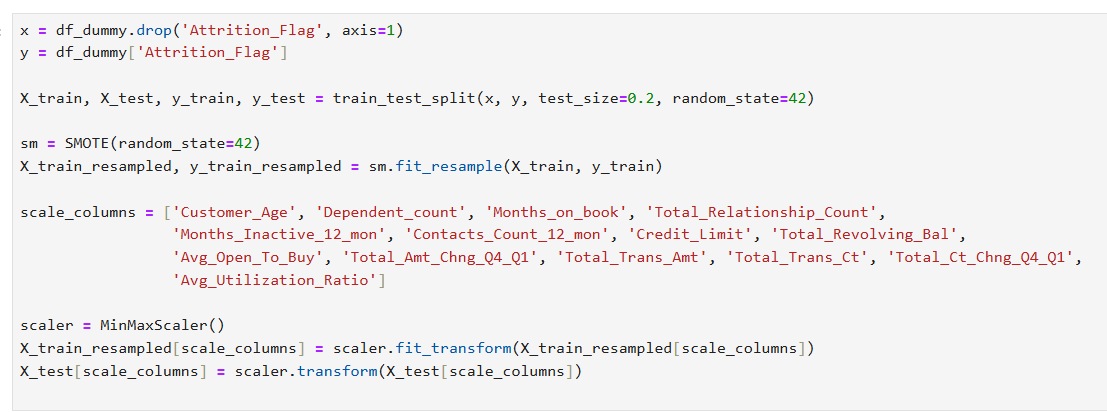 x = df_dummy.drop('Attrition_Flag', axis=1)
y = df_dummy['Attrition_Flag']
X_train, X_test, y_train, y_test = train_test_split(x, y, test_size=0.2, random_state=42)
sm = SMOTE(random_state=42)
X_train_resampled, y_train_resampled = sm.fit_resample(X_train, y_train)
scale_columns = ['Customer_Age', 'Dependent_count', 'Months_on_book', 'Total_Relationship_Count',
'Months_Inactive_12_mon', 'Contacts_Count_12_mon', 'Credit_Limit', 'Total_Revolving_Bal',
'Avg_Open_To_Buy', 'Total_Amt_Chng_Q4_Q1', 'Total_Trans_Amt', 'Total_Trans_Ct', 'Total_Ct_Chng_Q4_Q1',
'Avg_Utilization_Ratio']
scaler = MinMaxScaler()
X_train_resampled[scale_columns] = scaler.fit_transform(X_train_resampled[scale_columns])
X_test[scale_columns] = scaler.transform(X_test[scale_columns])